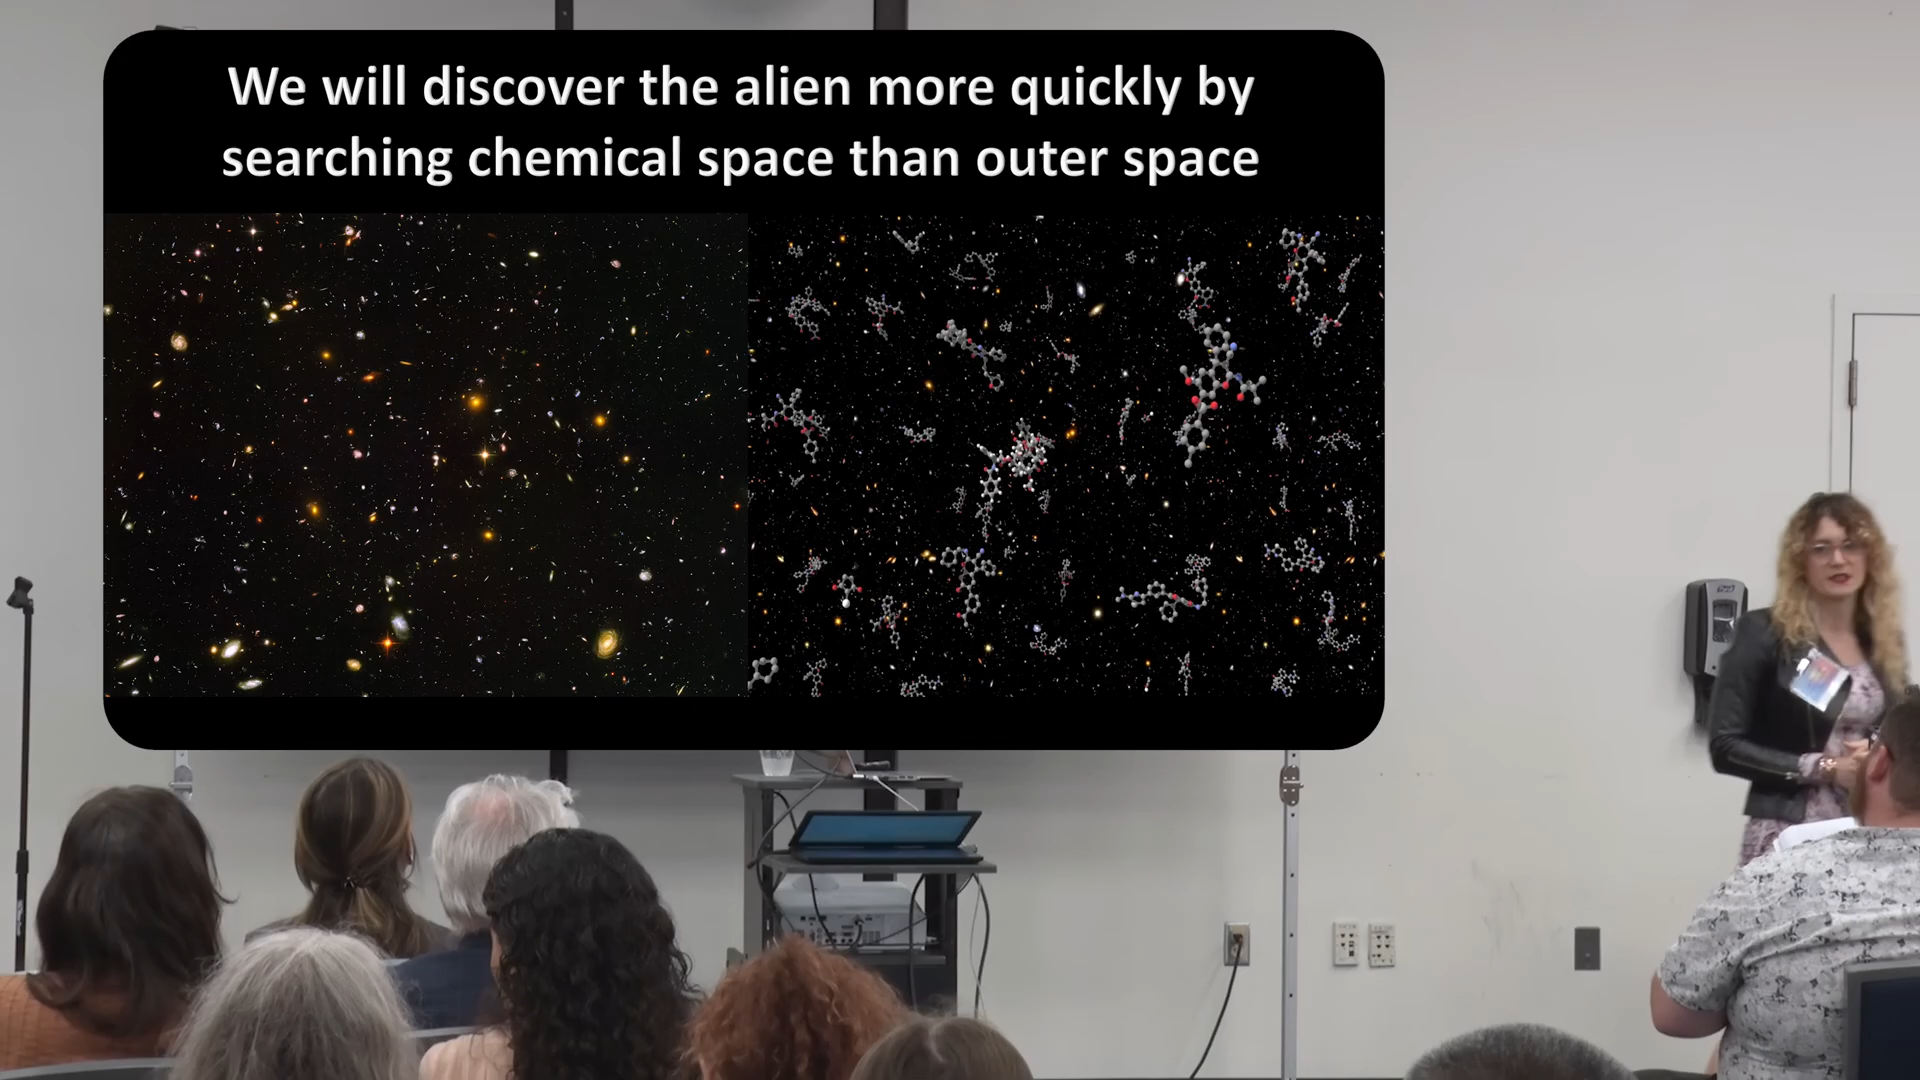 We will discover the alien more quickly by
searching chemical space than outer space